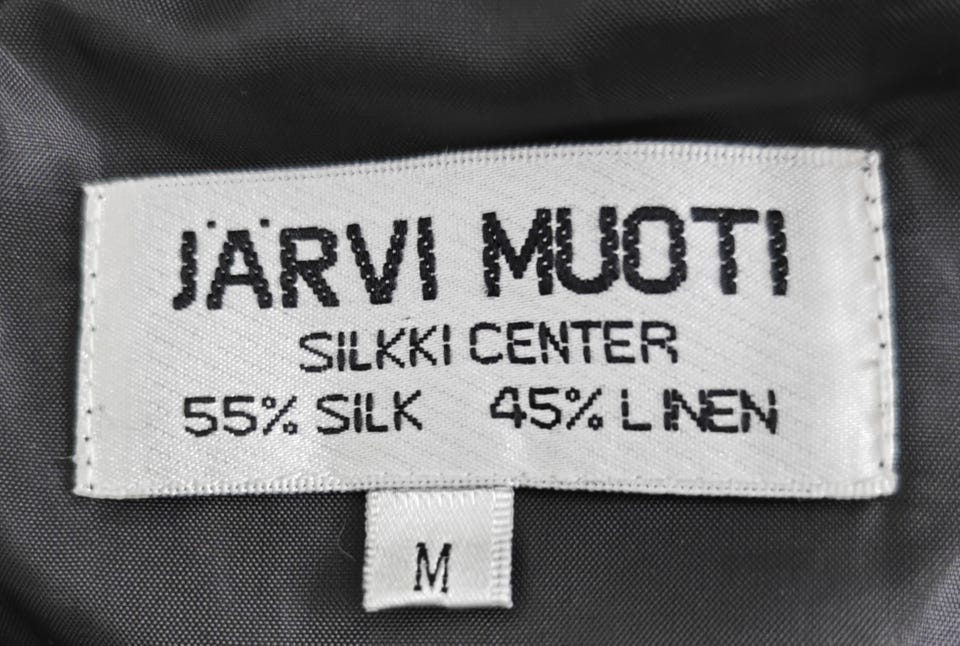 JÄRVI MUOTI
SILKKI CENTER
55% SILK 45% LINEN
M